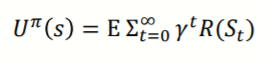 U^π(s) = E Σ_{t=0}^{∞} γ^t R(S_t)